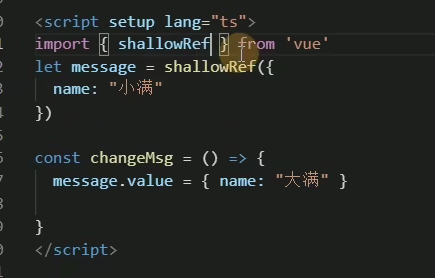 <script setup lang="ts">
import { shallowRef } from 'vue'
let message = shallowRef({
  name: "小满"
})
const changeMsg = () => {
  message.value = { name: "大满" }
}
</script>